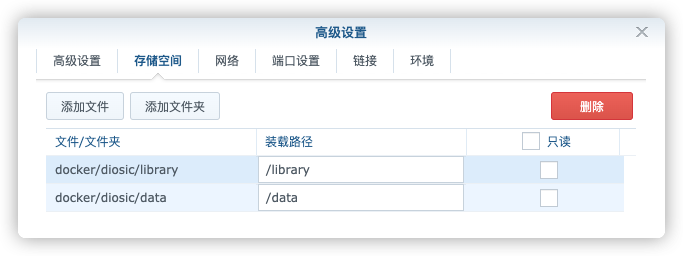 高级设置
高级设置 存储空间 网络 端口设置 链接 环境
添加文件 添加文件夹 删除
文件/文件夹 装载路径 只读
docker/diosic/library /library
docker/diosic/data /data